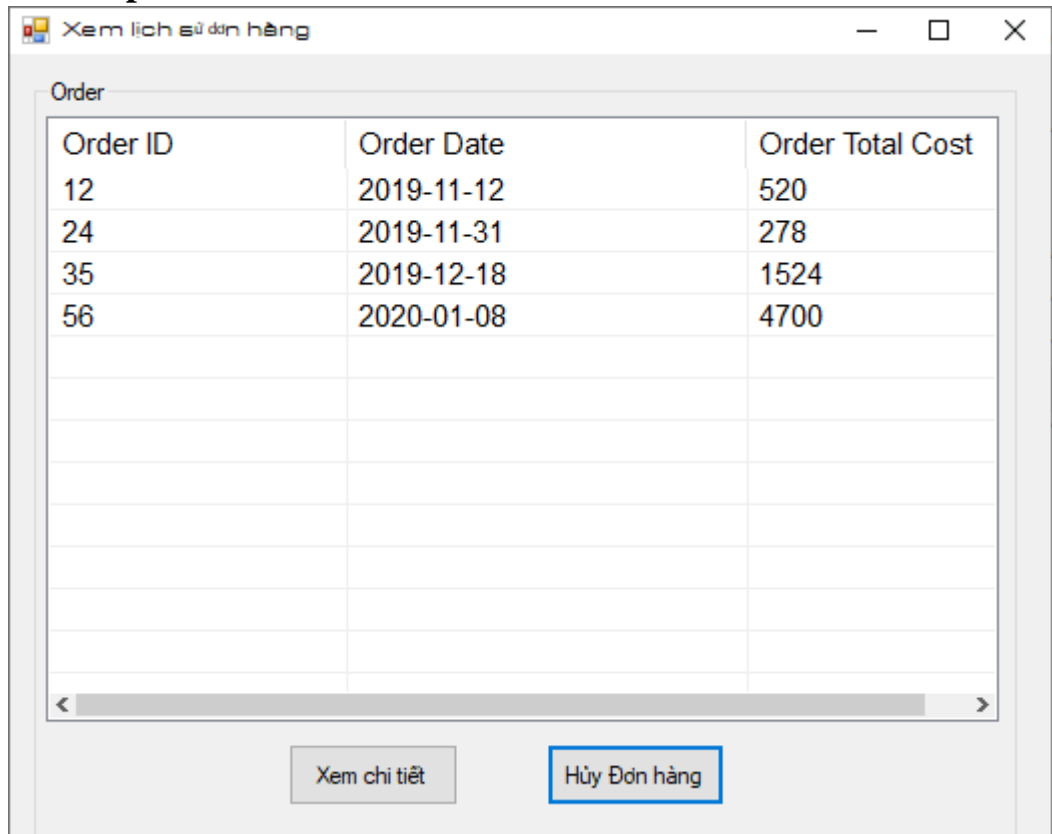 Xem lịch sử đơn hàng
Order
Order ID Order Date Order Total Cost
12 2019-11-12 520
24 2019-11-31 278
35 2019-12-18 1524
56 2020-01-08 4700
Xem chi tiết Hủy Đơn hàng